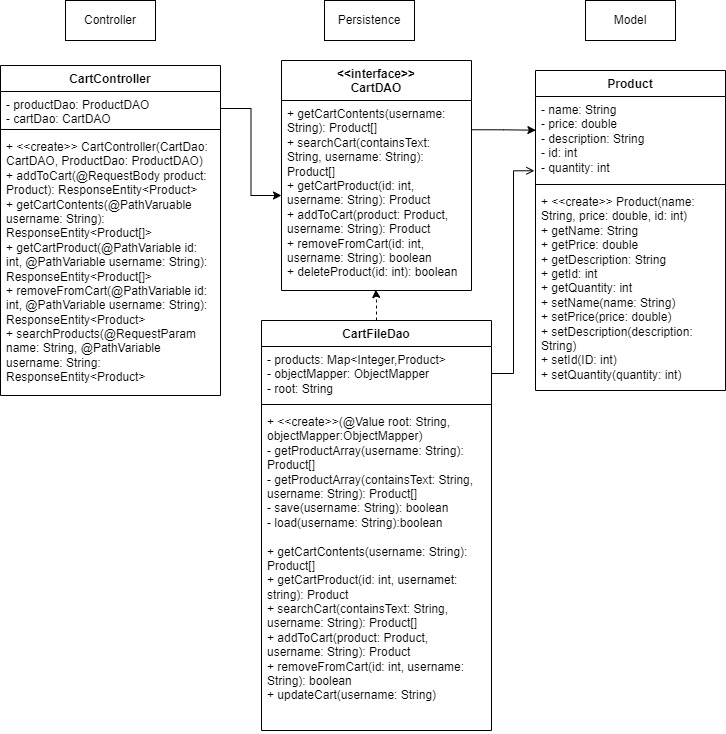 Controller
Persistence
Model
CartController
- productDao: ProductDAO
- cartDao: CartDAO
+ <<create>> CartController(CartDao:
CartDAO, ProductDao: ProductDAO)
+ addToCart(@RequestBody product:
Product): ResponseEntity<Product>
+ getCartContents(@PathVaruable
username: String):
ResponseEntity<Product[]>
+ getCartProduct(@PathVariable id:
int, @PathVariable username: String):
ResponseEntity<Product[]>
+ removeFromCart(@PathVariable id:
int, @PathVariable username: String):
ResponseEntity<Product>
+ searchProducts(@RequestParam
name: String, @PathVariable
username: String:
ResponseEntity<Product>
<<interface>>
CartDAO
+ getCartContents(username:
String): Product[]
+ searchCart(containsText:
String, username: String):
Product[]
+ getCartProduct(id: int,
username: String): Product
+ addToCart(product: Product,
username: String): Product
+ removeFromCart(id: int,
username: String): boolean
+ deleteProduct(id: int): boolean
CartFileDao
- products: Map<Integer,Product>
- objectMapper: ObjectMapper
- root: String
+ <<create>>(@Value root: String,
objectMapper:ObjectMapper)
- getProductArray(username: String):
Product[]
- getProductArray(containsText: String,
username: String): Product[]
- save(username: String): boolean
- load(username: String):boolean
+ getCartContents(username: String):
Product[]
+ getCartProduct(id: int, usernamet:
string): Product
+ searchCart(containsText: String,
username: String): Product[]
+ addToCart(product: Product,
username: String): Product
+ removeFromCart(id: int, username:
String): boolean
+ updateCart(username: String)
Product
- name: String
- price: double
- description: String
- id: int
- quantity: int
+ <<create>> Product(name:
String, price: double, id: int)
+ getName: String
+ getPrice: double
+ getDescription: String
+ getId: int
+ getQuantity: int
+ setName(name: String)
+ setPrice(price: double)
+ setDescription(description:
String)
+ setId(ID: int)
+ setQuantity(quantity: int)